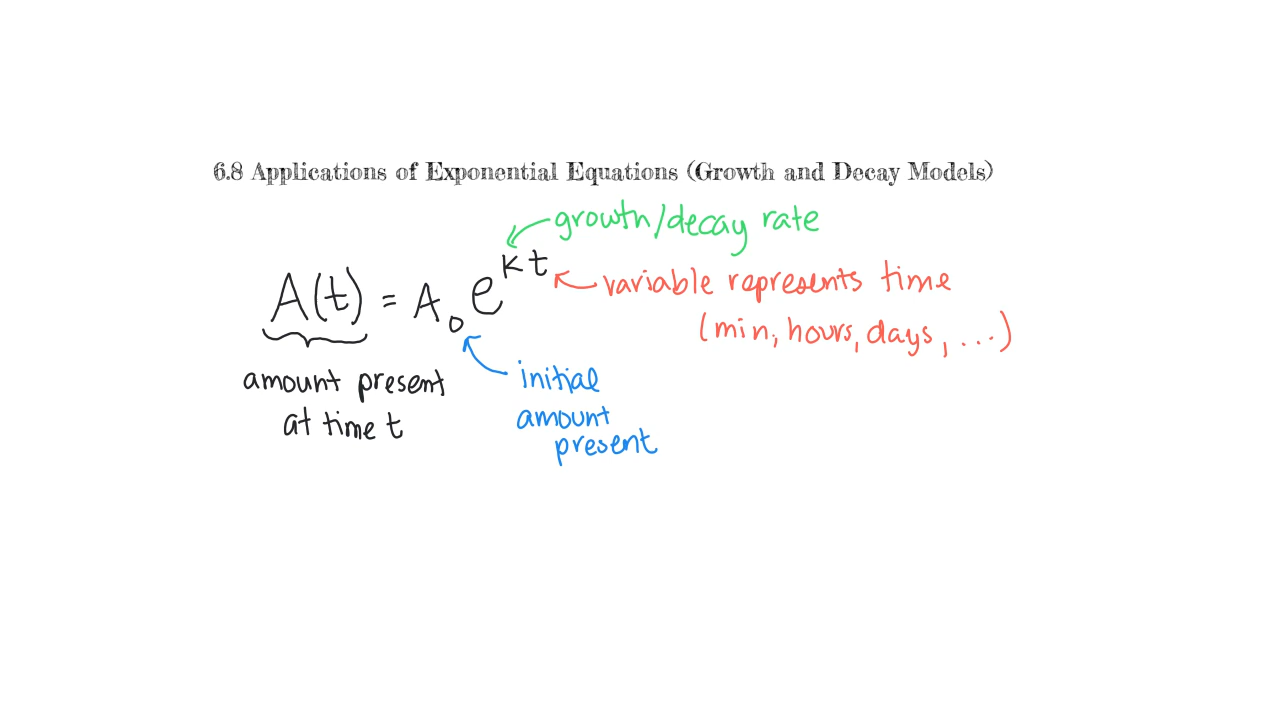 6.8 Applications of Exponential Equations (Growth and Decay Models)
growth/decay rate
A(t) = A₀e^kt
variable represents time
(min, hours, days, ...)
amount present
at time t
initial
amount
present